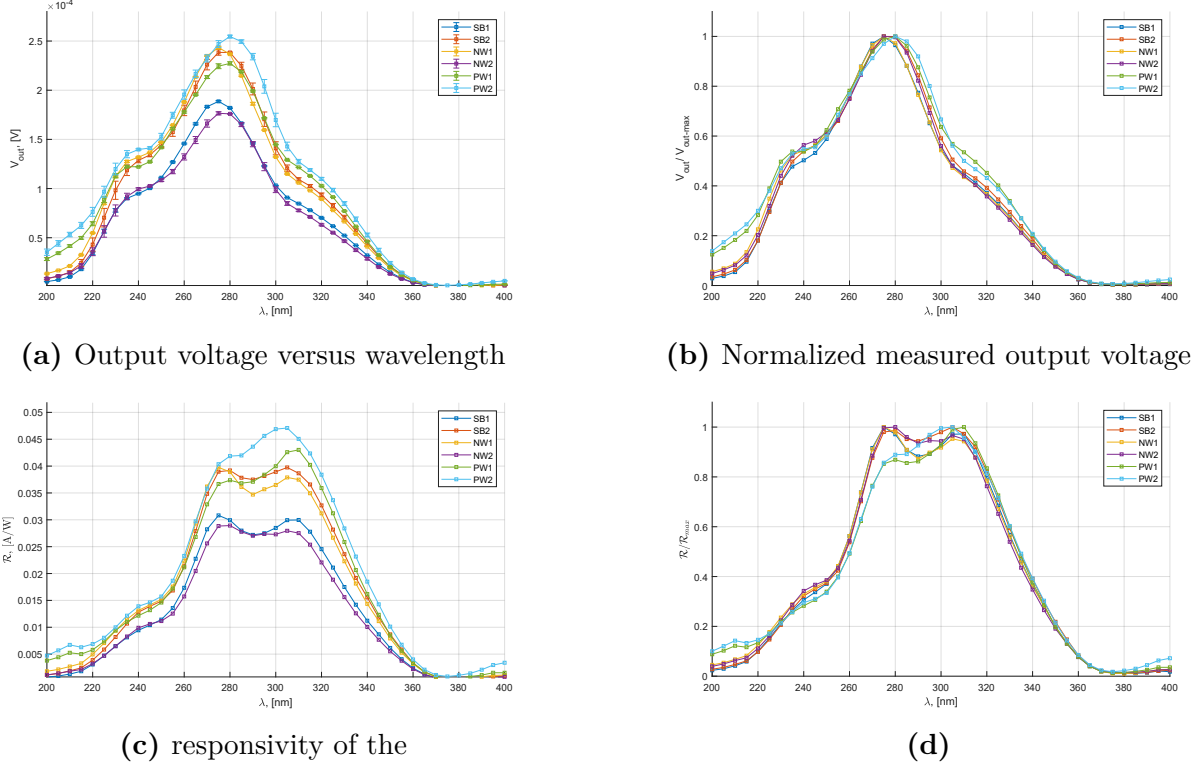 ×10⁻⁴
2.5
2
1.5
1
0.5
V_out, [V]
200 220 240 260 280 300 320 340 360 380 400
λ, [nm]
SB1
SB2
NW1
NW2
PW1
PW2
(a) Output voltage versus wavelength
1
0.8
0.6
0.4
0.2
0
V_out / V_out-max
200 220 240 260 280 300 320 340 360 380 400
λ, [nm]
SB1
SB2
NW1
NW2
PW1
PW2
(b) Normalized measured output voltage
0.05
0.045
0.04
0.035
0.03
0.025
0.02
0.015
0.01
0.005
R, [A/W]
200 220 240 260 280 300 320 340 360 380 400
λ, [nm]
SB1
SB2
NW1
NW2
PW1
PW2
(c) responsivity of the
1
0.8
0.6
0.4
0.2
0
R/R_max
200 220 240 260 280 300 320 340 360 380 400
λ, [nm]
SB1
SB2
NW1
NW2
PW1
PW2
(d)